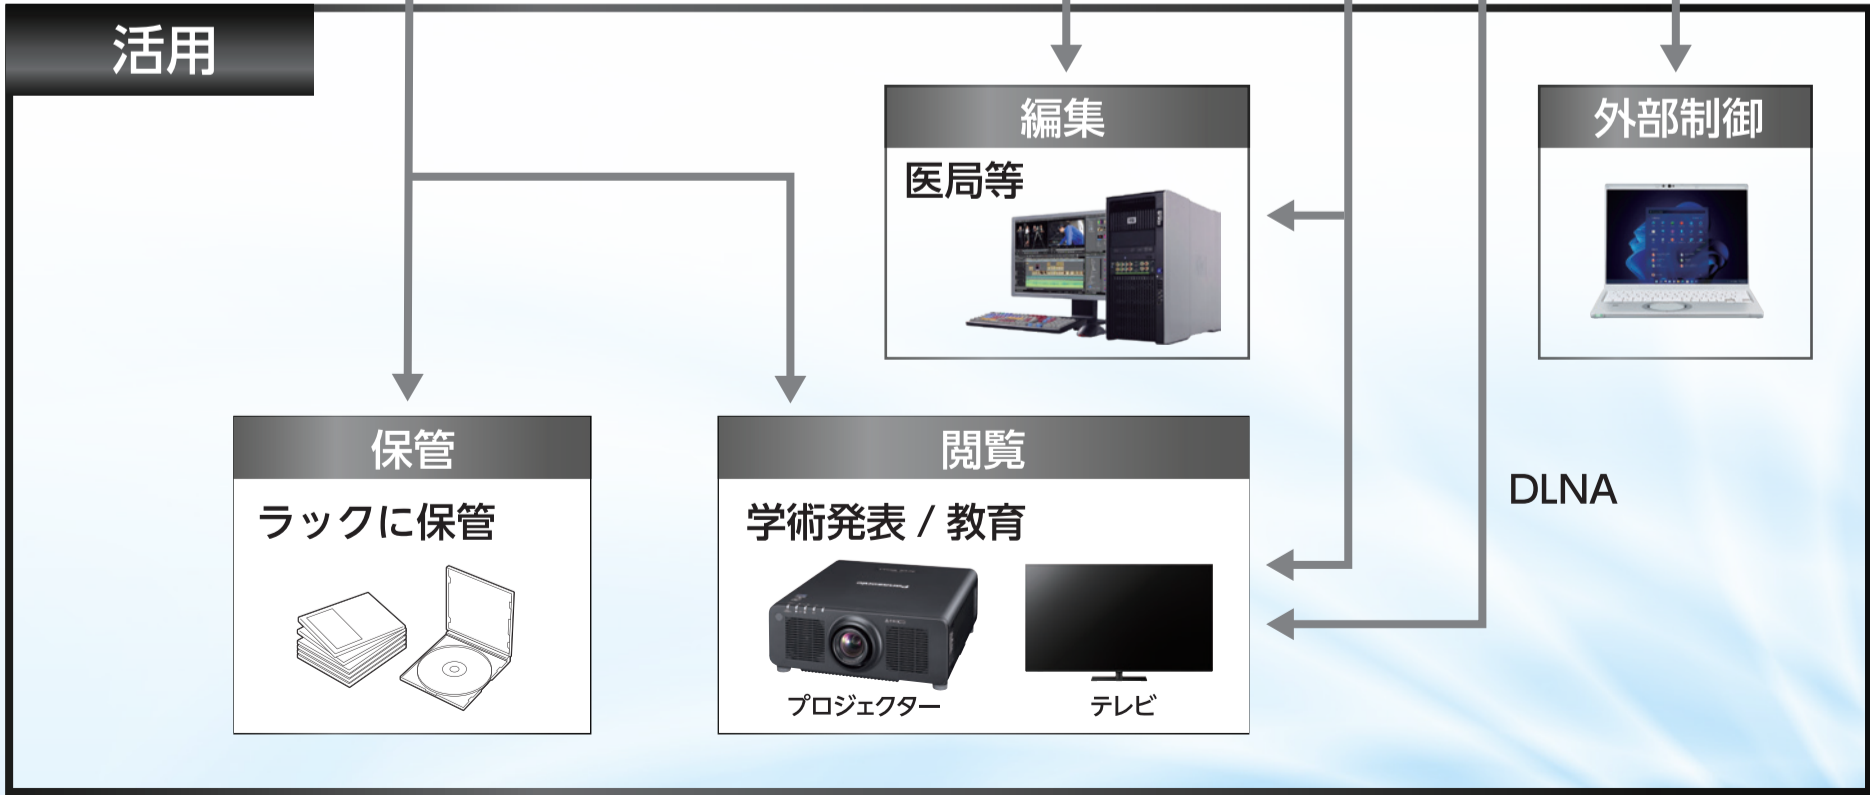 活用
編集
医局等
外部制御
保管
ラックに保管
閲覧
学術発表 / 教育
Panasonic
プロジェクター
テレビ
DLNA